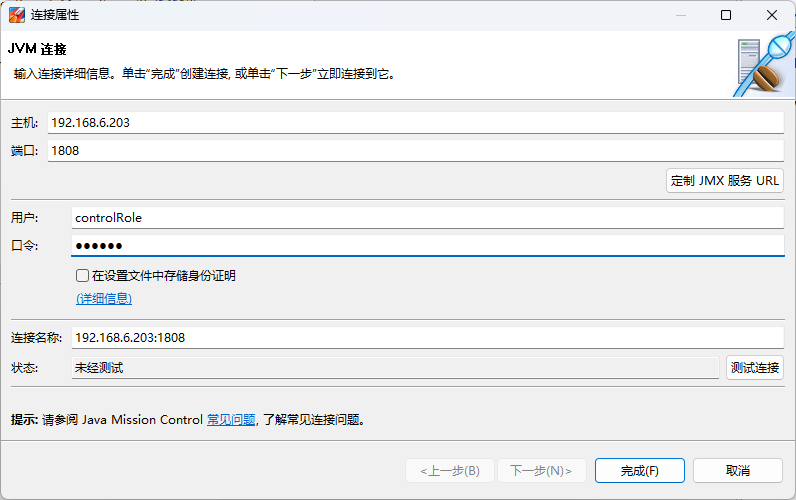 连接属性
JVM 连接
输入连接详细信息。单击“完成”创建连接, 或单击“下一步”立即连接到它。
主机: 192.168.6.203
端口: 1808
定制 JMX 服务 URL
用户: controlRole
口令: ●●●●●●
在设置文件中存储身份证明
(详细信息)
连接名称: 192.168.6.203:1808
状态: 未经测试 测试连接
提示: 请参阅 Java Mission Control 常见问题, 了解常见连接问题。
<上一步(B) 下一步(N)> 完成(F) 取消